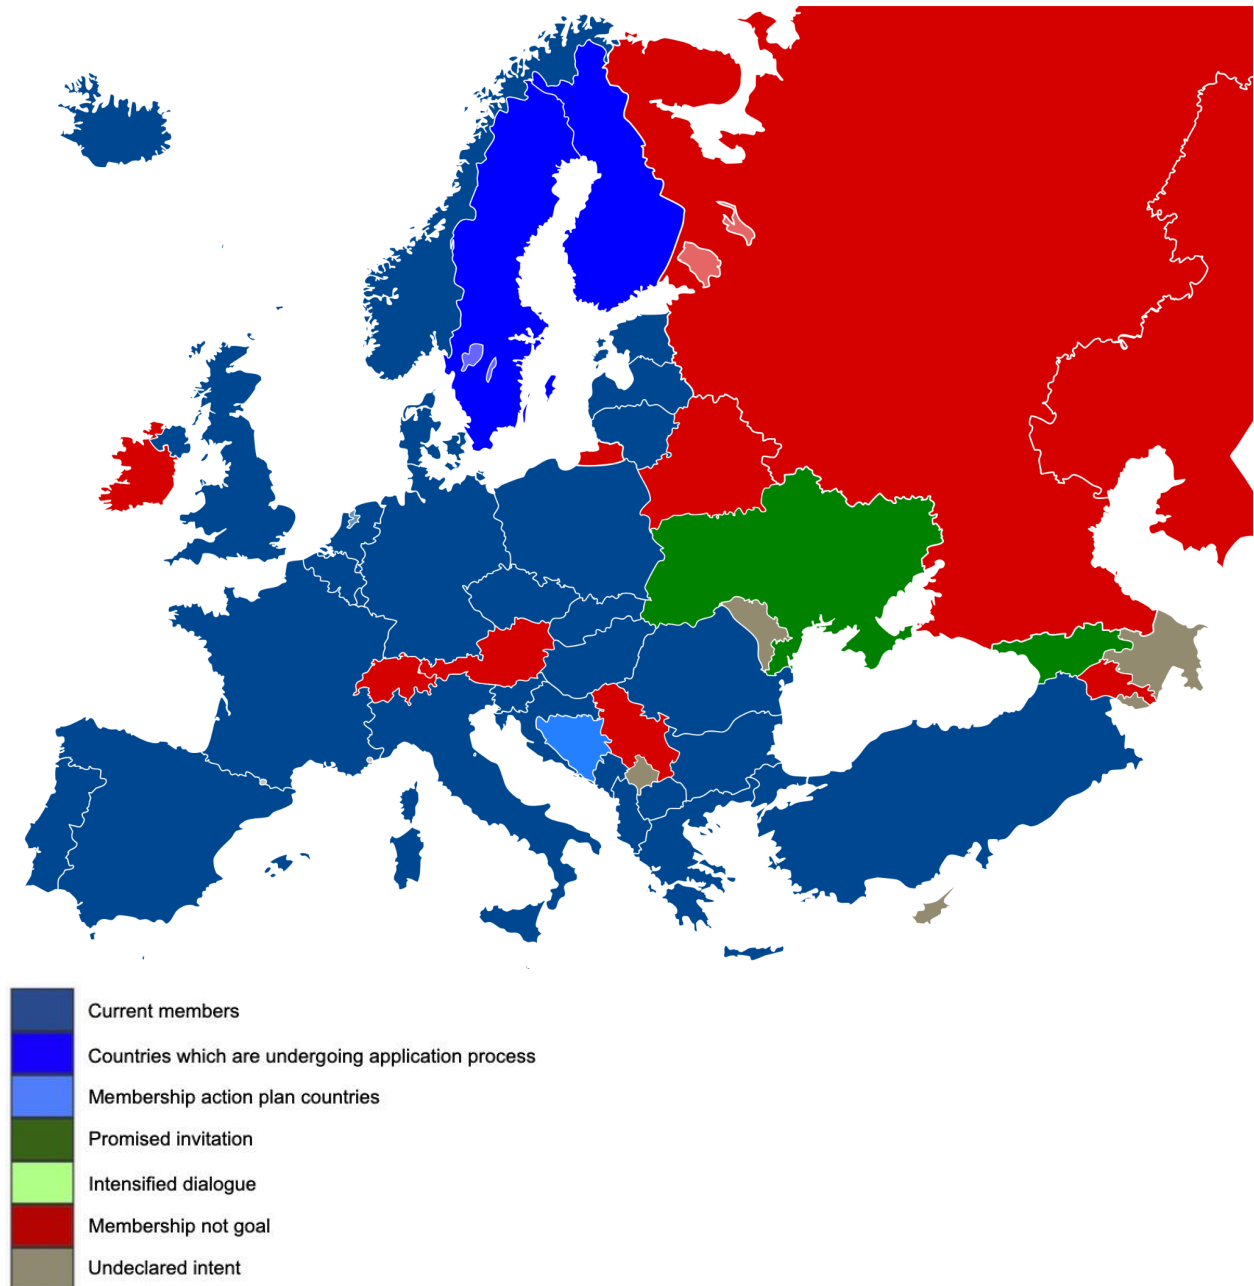 Current members
Countries which are undergoing application process
Membership action plan countries
Promised invitation
Intensified dialogue
Membership not goal
Undeclared intent